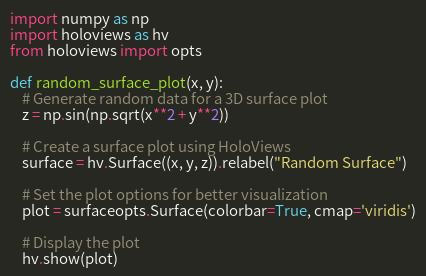 import numpy as np
import holoviews as hv
from holoviews import opts

def random_surface_plot(x, y):
    # Generate random data for a 3D surface plot
    z = np.sin(np.sqrt(x**2 + y**2))

    # Create a surface plot using HoloViews
    surface = hv.Surface((x, y, z)).relabel("Random Surface")

    # Set the plot options for better visualization
    plot = surfaceopts.Surface(colorbar=True, cmap='viridis')

    # Display the plot
    hv.show(plot)